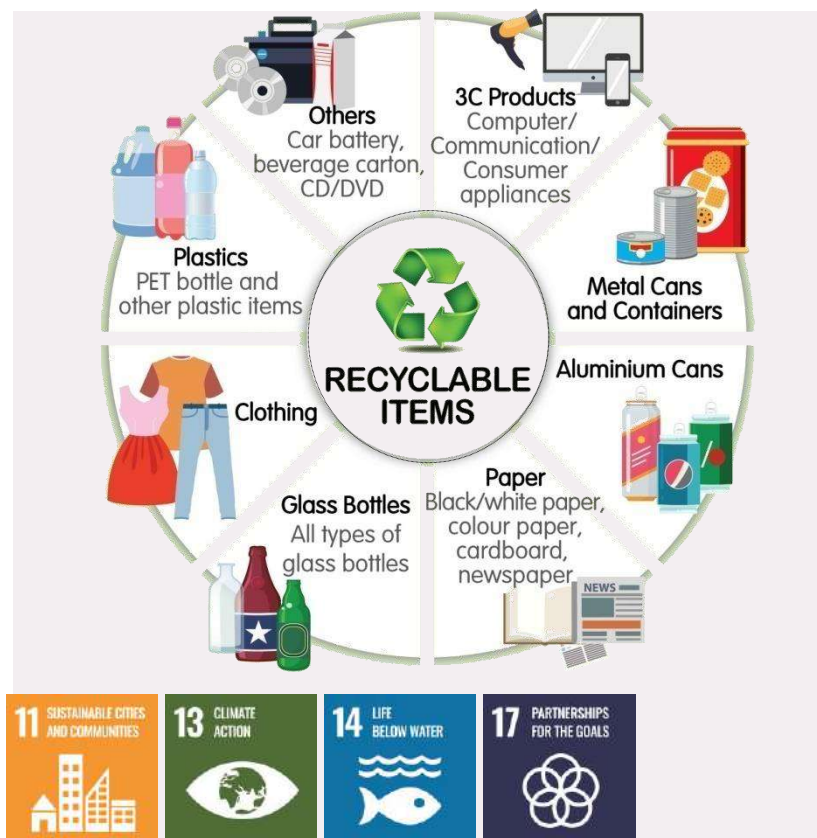 Others
Car battery,
beverage carton,
CD/DVD
3C Products
Computer/
Communication/
Consumer
appliances
Plastics
PET bottle and
other plastic items
Metal Cans
and Containers
RECYCLABLE
ITEMS
Clothing
Aluminium Cans
Glass Bottles
All types of
glass bottles
Paper
Black/white paper,
colour paper,
cardboard,
newspaper
NEWS
11 SUSTAINABLE CITIES
AND COMMUNITIES
13 CLIMATE
ACTION
14 LIFE
BELOW WATER
17 PARTNERSHIPS
FOR THE GOALS